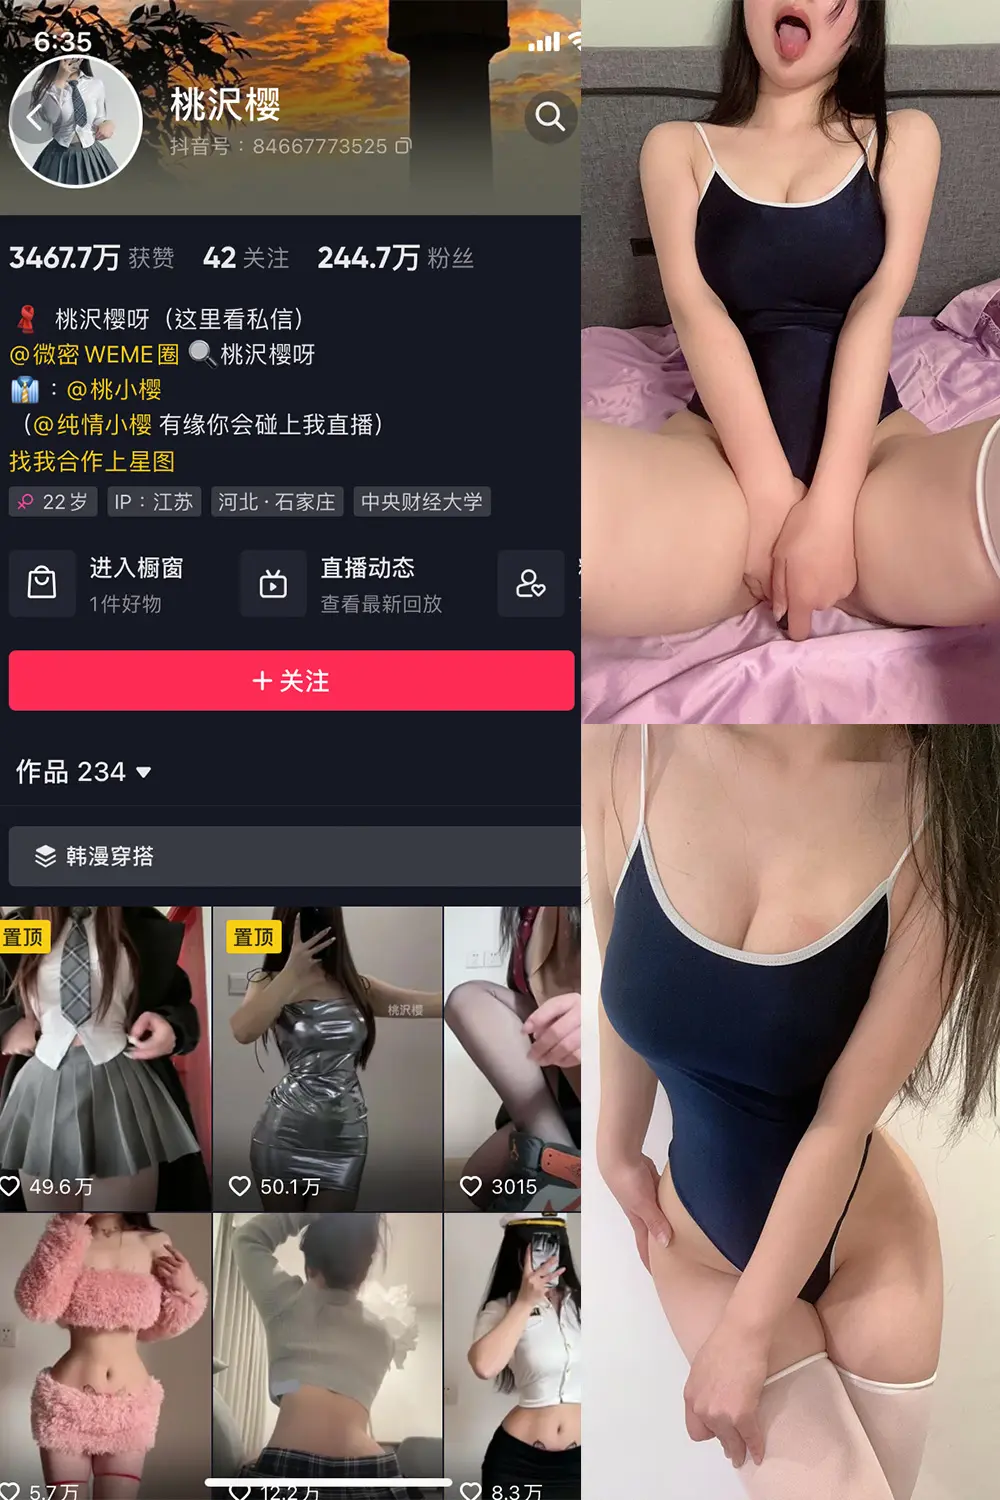 6:35
桃沢樱
抖音号：84667773525
3467.7万 获赞 42 关注 244.7万 粉丝
桃沢樱呀（这里看私信）
@微密WEME圈 桃沢樱呀
：@桃小樱
（@纯情小樱 有缘你会碰上我直播）
找我合作上星图
22岁 IP：江苏 河北·石家庄 中央财经大学
进入橱窗 直播动态
1件好物 查看最新回放
+ 关注
作品 234
韩漫穿搭
置顶 置顶
桃沢樱
49.6万 50.1万 3015
5.7万 12.2万 8.3万